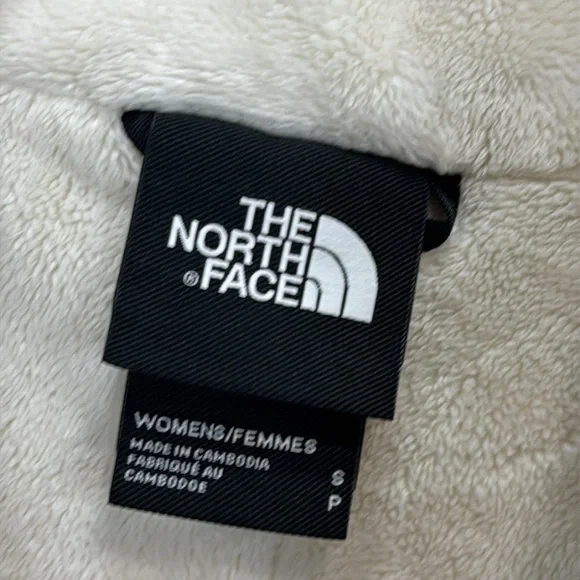 THE
NORTH
® FACE
WOMENS/FEMMES
MADE IN CAMBODIA
FABRIQUÉ AU
CAMBODGE
S
P